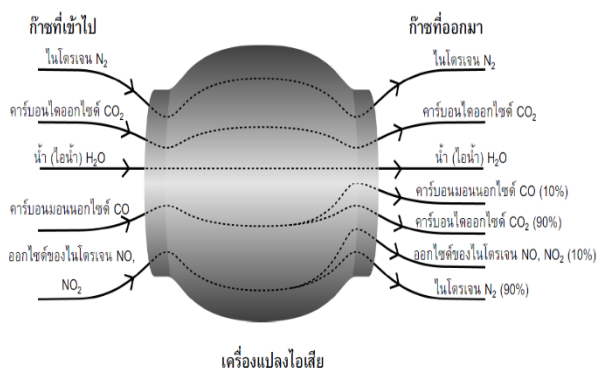 ก๊าซที่เข้าไป
ก๊าซที่ออกมา
ไนโตรเจน N₂
ไนโตรเจน N₂
คาร์บอนไดออกไซด์ CO₂
คาร์บอนไดออกไซด์ CO₂
น้ำ (ไอน้ำ) H₂O
น้ำ (ไอน้ำ) H₂O
คาร์บอนมอนนอกไซด์ CO (10%)
คาร์บอนมอนนอกไซด์ CO
คาร์บอนไดออกไซด์ CO₂ (90%)
ออกไซด์ของไนโตรเจน NO,
NO₂
ออกไซด์ของไนโตรเจน NO, NO₂ (10%)
ไนโตรเจน N₂ (90%)
เครื่องแปลงไอเสีย